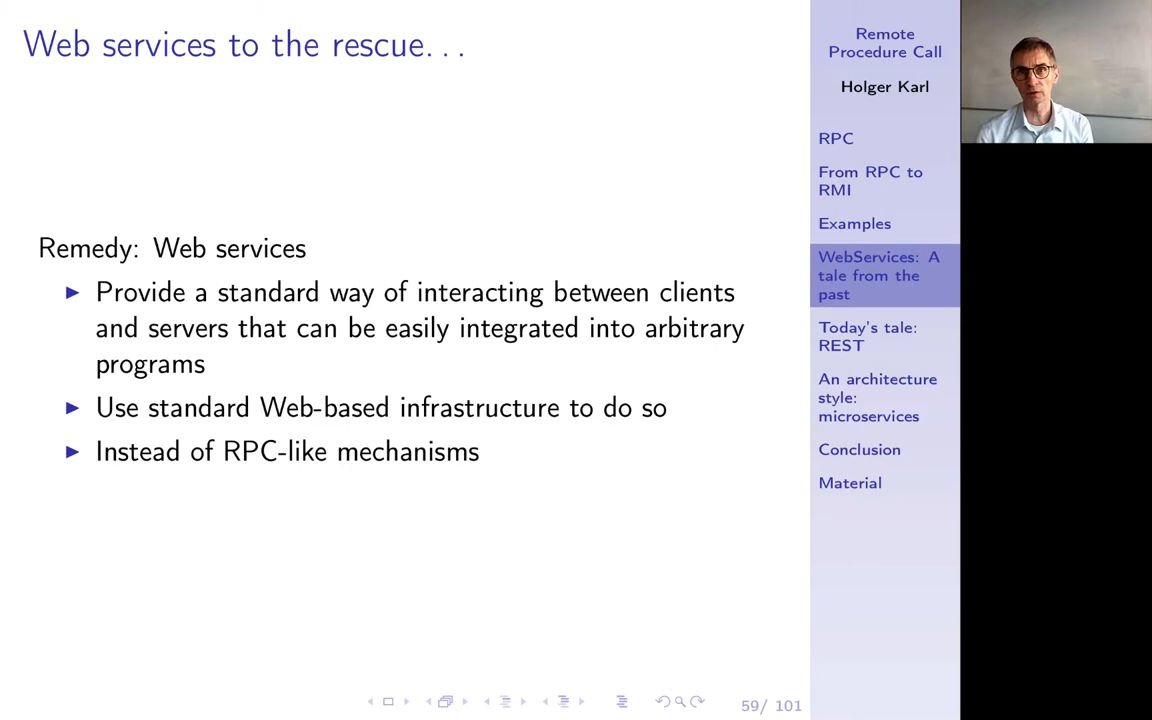 Web services to the rescue. . .
Remedy: Web services
Provide a standard way of interacting between clients
and servers that can be easily integrated into arbitrary
programs
Use standard Web-based infrastructure to do so
Instead of RPC-like mechanisms
Remote
Procedure Call
Holger Karl
RPC
From RPC to
RMI
Examples
WebServices: A
tale from the
past
Today's tale:
REST
An architecture
style:
microservices
Conclusion
Material
59/ 101